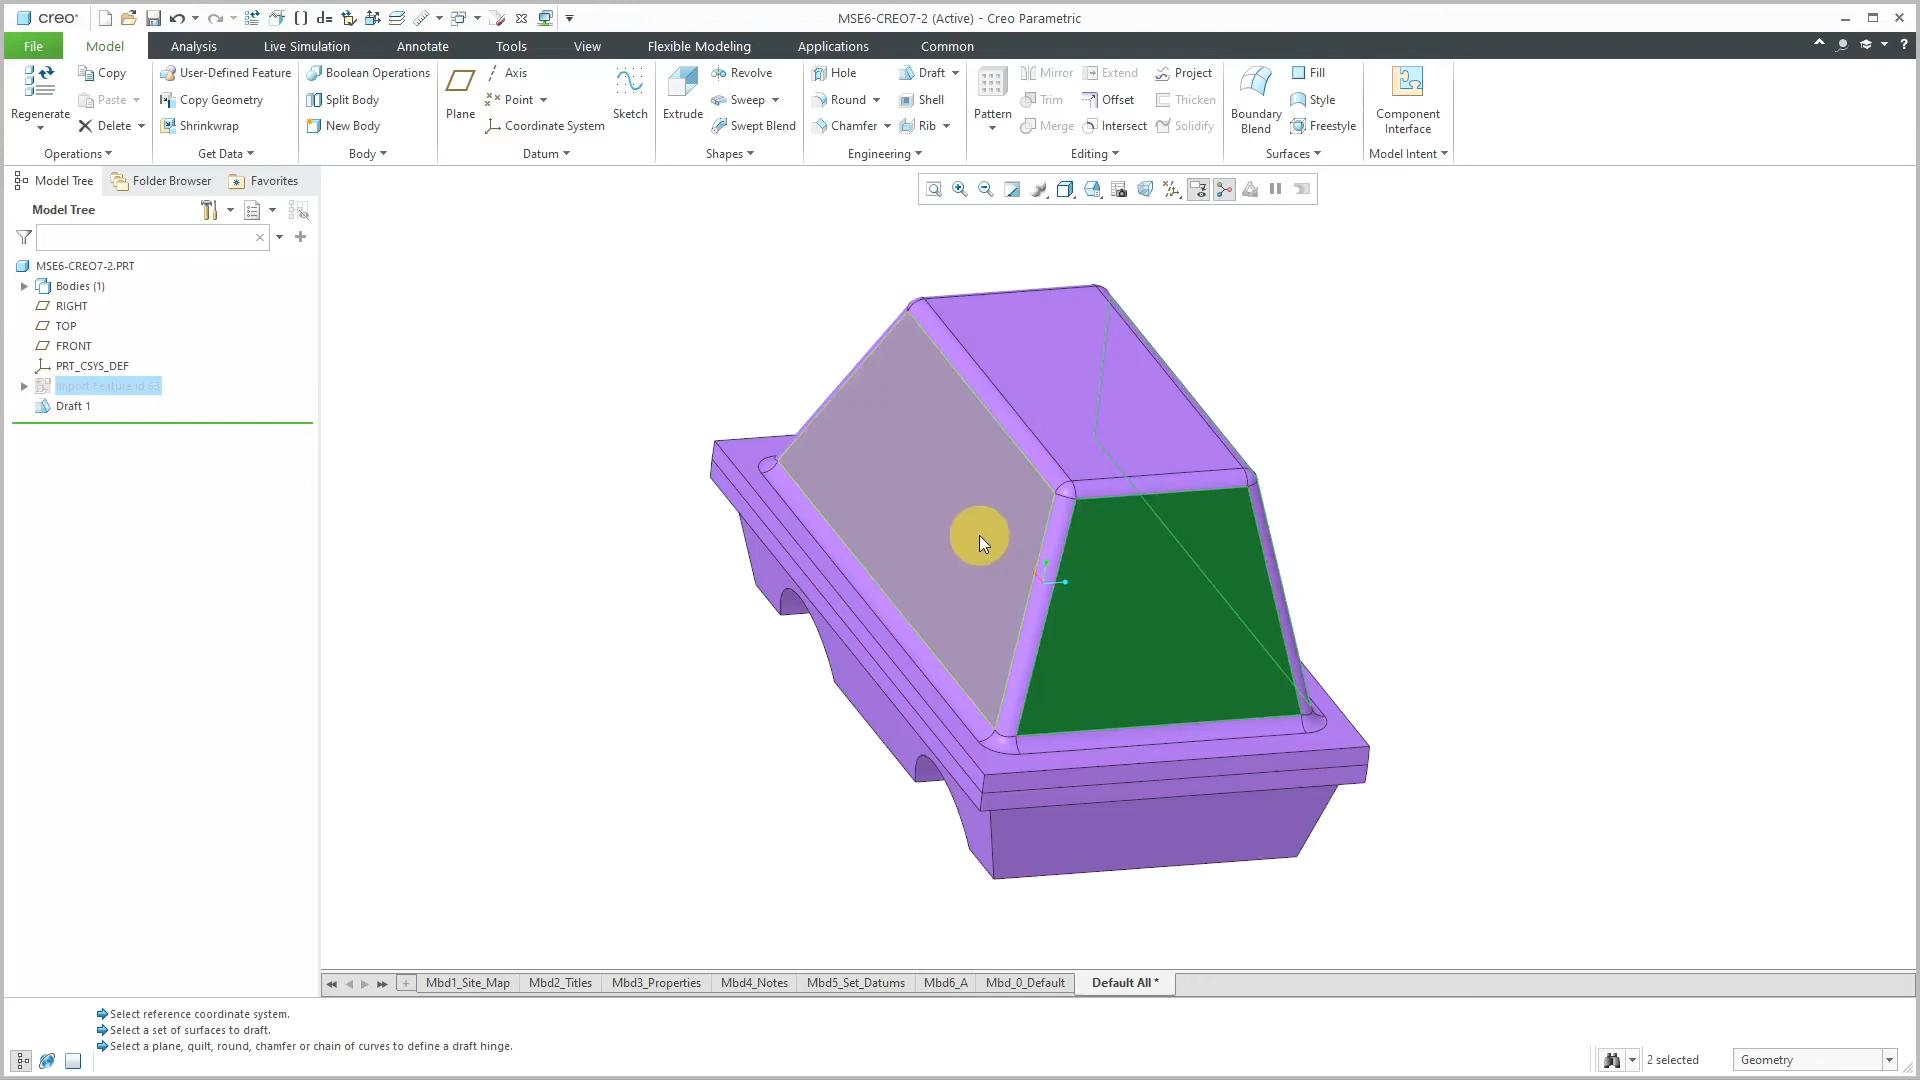 creo
MSE6-CREO7-2 (Active) - Creo Parametric
File
Model
Analysis
Live Simulation
Annotate
Tools
View
Flexible Modeling
Applications
Common
Regenerate
Copy
Paste
Delete
Operations
User-Defined Feature
Copy Geometry
Shrinkwrap
Get Data
Boolean Operations
Split Body
New Body
Body
Plane
Axis
Point
Coordinate System
Sketch
Datum
Extrude
Revolve
Sweep
Swept Blend
Shapes
Hole
Round
Chamfer
Draft
Shell
Rib
Engineering
Pattern
Mirror
Trim
Merge
Extend
Offset
Intersect
Project
Thicken
Solidify
Editing
Boundary
Blend
Fill
Style
Freestyle
Surfaces
Component
Interface
Model Intent
Model Tree
Folder Browser
Favorites
Model Tree
MSE6-CREO7-2.PRT
Bodies (1)
RIGHT
TOP
FRONT
PRT_CSYS_DEF
Import Feature id 63
Draft 1
Mbd1_Site_Map
Mbd2_Titles
Mbd3_Properties
Mbd4_Notes
Mbd5_Set_Datums
Mbd6_A
Mbd_0_Default
Default All *
Select reference coordinate system.
Select a set of surfaces to draft.
Select a plane, quilt, round, chamfer or chain of curves to define a draft hinge.
2 selected
Geometry